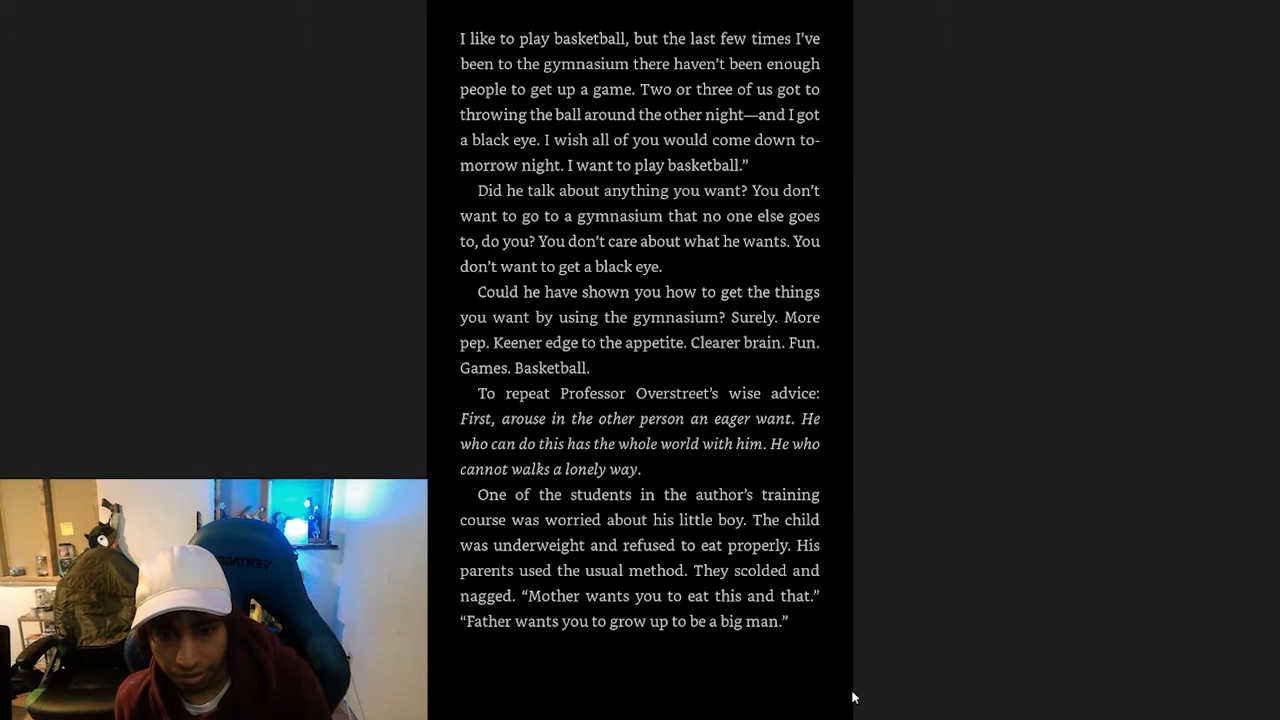 I like to play basketball, but the last few times I’ve
been to the gymnasium there haven’t been enough
people to get up a game. Two or three of us got to
throwing the ball around the other night—and I got
a black eye. I wish all of you would come down to-
morrow night. I want to play basketball.”
Did he talk about anything you want? You don’t
want to go to a gymnasium that no one else goes
to, do you? You don’t care about what he wants. You
don’t want to get a black eye.
Could he have shown you how to get the things
you want by using the gymnasium? Surely. More
pep. Keener edge to the appetite. Clearer brain. Fun.
Games. Basketball.
To repeat Professor Overstreet’s wise advice:
First, arouse in the other person an eager want. He
who can do this has the whole world with him. He who
cannot walks a lonely way.
One of the students in the author’s training
course was worried about his little boy. The child
was underweight and refused to eat properly. His
parents used the usual method. They scolded and
nagged. “Mother wants you to eat this and that.”
“Father wants you to grow up to be a big man.”